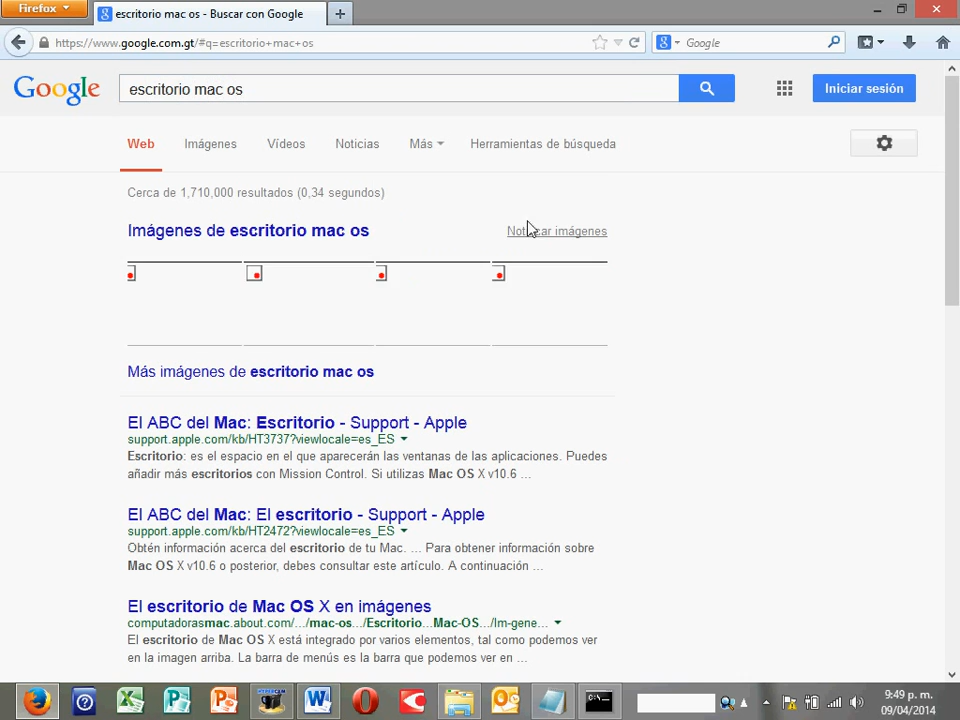 Firefox
escritorio mac os - Buscar con Google
https://www.google.com.gt/#q=escritorio+mac+os
Google
Google
escritorio mac os
Iniciar sesión
Web
Imágenes
Vídeos
Noticias
Más
Herramientas de búsqueda
Cerca de 1,710,000 resultados (0,34 segundos)
Imágenes de escritorio mac os
imágenes
Más imágenes de escritorio mac os
El ABC del Mac: Escritorio - Support - Apple
support.apple.com/kb/HT3737?viewlocale=es_ES
Escritorio: es el espacio en el que aparecerán las ventanas de las aplicaciones. Puedes
añadir más escritorios con Mission Control. Si utilizas Mac OS X v10.6 ...
El ABC del Mac: El escritorio - Support - Apple
support.apple.com/kb/HT2472?viewlocale=es_ES
Obtén información acerca del escritorio de tu Mac. ... Para obtener información sobre
Mac OS X v10.6 o posterior, debes consultar este artículo. A continuación ...
El escritorio de Mac OS X en imágenes
computadorasmac.about.com/.../mac-os.../Escritorio...Mac-OS.../Im-gene...
El escritorio de Mac OS X está integrado por varios elementos, tal como podemos ver
en la imagen arriba. La barra de menús es la barra que podemos ver en ...
9:49 p. m.
09/04/2014